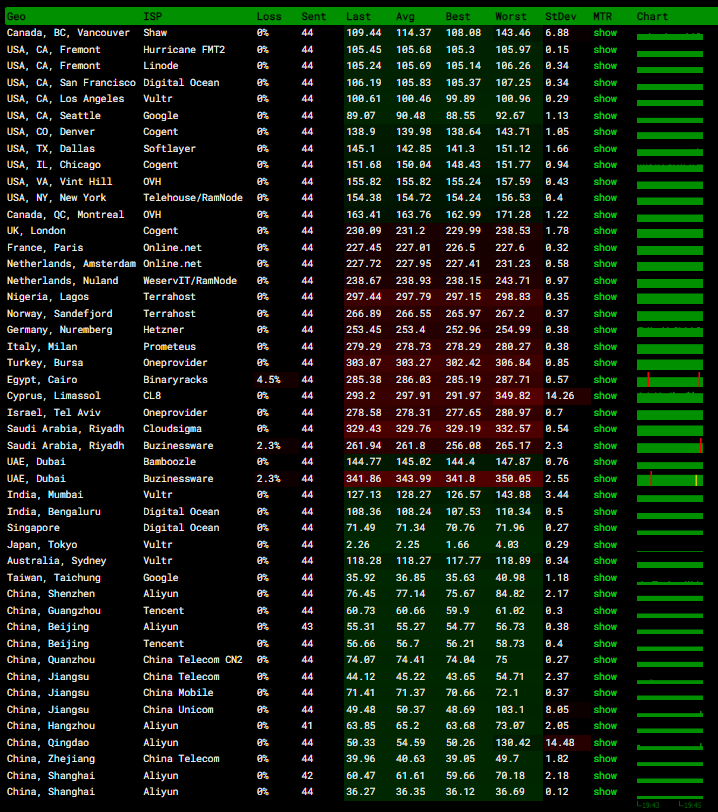 Geo ISP Loss Sent Last Avg Best Worst StDev MTR Chart
Canada, BC, Vancouver Shaw 0% 44 109.44 114.37 108.08 143.46 6.88 show
USA, CA, Fremont Hurricane FMT2 0% 44 105.45 105.68 105.3 105.97 0.15 show
USA, CA, Fremont Linode 0% 44 105.24 105.69 105.14 106.26 0.34 show
USA, CA, San Francisco Digital Ocean 0% 44 106.19 105.83 105.37 107.25 0.34 show
USA, CA, Los Angeles Vultr 0% 44 100.61 100.46 99.89 100.96 0.29 show
USA, CA, Seattle Google 0% 44 89.07 90.48 88.55 92.67 1.13 show
USA, CO, Denver Cogent 0% 44 138.9 139.98 138.64 143.71 1.05 show
USA, TX, Dallas Softlayer 0% 44 145.1 142.85 141.3 151.12 1.66 show
USA, IL, Chicago Cogent 0% 44 151.68 150.04 148.43 151.77 0.94 show
USA, VA, Vint Hill OVH 0% 44 155.82 155.82 155.24 157.59 0.43 show
USA, NY, New York Telehouse/RamNode 0% 44 154.38 154.72 154.24 156.53 0.4 show
Canada, QC, Montreal OVH 0% 44 163.41 163.76 162.99 171.28 1.22 show
UK, London Cogent 0% 44 230.09 231.2 229.99 238.53 1.78 show
France, Paris Online.net 0% 44 227.45 227.01 226.5 227.6 0.32 show
Netherlands, Amsterdam Online.net 0% 44 227.72 227.95 227.41 231.23 0.58 show
Netherlands, Nuland WeservIT/RamNode 0% 44 238.67 238.93 238.15 243.71 0.97 show
Nigeria, Lagos Terrahost 0% 44 297.44 297.79 297.15 298.83 0.35 show
Norway, Sandefjord Terrahost 0% 44 266.89 266.55 265.97 267.2 0.37 show
Germany, Nuremberg Hetzner 0% 44 253.45 253.4 252.96 254.99 0.38 show
Italy, Milan Prometeus 0% 44 279.29 278.73 278.29 280.27 0.38 show
Turkey, Bursa Oneprovider 0% 44 303.07 303.27 302.42 306.84 0.85 show
Egypt, Cairo Binaryracks 4.5% 44 285.38 286.03 285.19 287.71 0.57 show
Cyprus, Limassol CL8 0% 44 293.2 297.91 291.97 349.82 14.26 show
Israel, Tel Aviv Oneprovider 0% 44 278.58 278.31 277.65 280.97 0.7 show
Saudi Arabia, Riyadh Cloudsigma 0% 44 329.43 329.76 329.19 332.57 0.54 show
Saudi Arabia, Riyadh Buzinessware 2.3% 44 261.94 261.8 256.08 265.17 2.3 show
UAE, Dubai Bamboozle 0% 44 144.77 145.02 144.4 147.87 0.76 show
UAE, Dubai Buzinessware 2.3% 44 341.86 343.99 341.8 350.05 2.55 show
India, Mumbai Vultr 0% 44 127.13 128.27 126.57 143.88 3.44 show
India, Bengaluru Digital Ocean 0% 44 108.36 108.24 107.53 110.34 0.5 show
Singapore Digital Ocean 0% 44 71.49 71.34 70.76 71.96 0.27 show
Japan, Tokyo Vultr 0% 44 2.26 2.25 1.66 4.03 0.29 show
Australia, Sydney Vultr 0% 44 118.28 118.27 117.77 118.89 0.34 show
Taiwan, Taichung Google 0% 44 35.92 36.85 35.63 40.98 1.18 show
China, Shenzhen Aliyun 0% 44 76.45 77.14 75.67 84.82 2.17 show
China, Guangzhou Tencent 0% 44 60.73 60.66 59.9 61.02 0.3 show
China, Beijing Aliyun 0% 43 55.31 55.27 54.77 56.73 0.38 show
China, Beijing Tencent 0% 44 56.66 56.7 56.21 58.73 0.4 show
China, Quanzhou China Telecom CN2 0% 44 74.07 74.41 74.04 75 0.27 show
China, Jiangsu China Telecom 0% 44 44.12 45.22 43.65 54.71 2.37 show
China, Jiangsu China Mobile 0% 44 71.41 71.37 70.66 72.1 0.37 show
China, Jiangsu China Unicom 0% 44 49.48 50.37 48.69 103.1 8.05 show
China, Hangzhou Aliyun 0% 41 63.85 65.2 63.68 73.07 2.05 show
China, Qingdao Aliyun 0% 44 50.33 54.59 50.26 130.42 14.48 show
China, Zhejiang China Telecom 0% 44 39.96 40.63 39.05 49.7 1.82 show
China, Shanghai Aliyun 0% 42 60.47 61.61 59.66 70.18 2.18 show
China, Shanghai Aliyun 0% 44 36.27 36.35 36.12 36.69 0.12 show
19:43 19:45